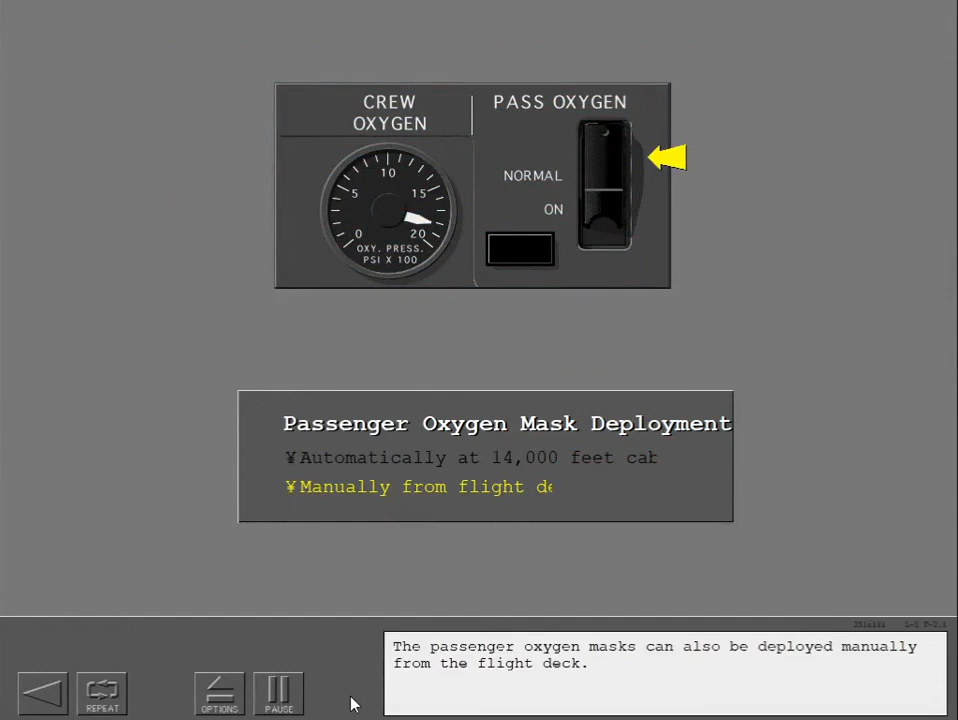 CREW
OXYGEN
PASS OXYGEN
NORMAL
ON
0
5
10
15
20
OXY. PRESS.
PSI X 100
Passenger Oxygen Mask Deployment
¥Automatically at 14,000 feet cab
¥Manually from flight de
The passenger oxygen masks can also be deployed manually
from the flight deck.
REPEAT
OPTIONS
PAUSE